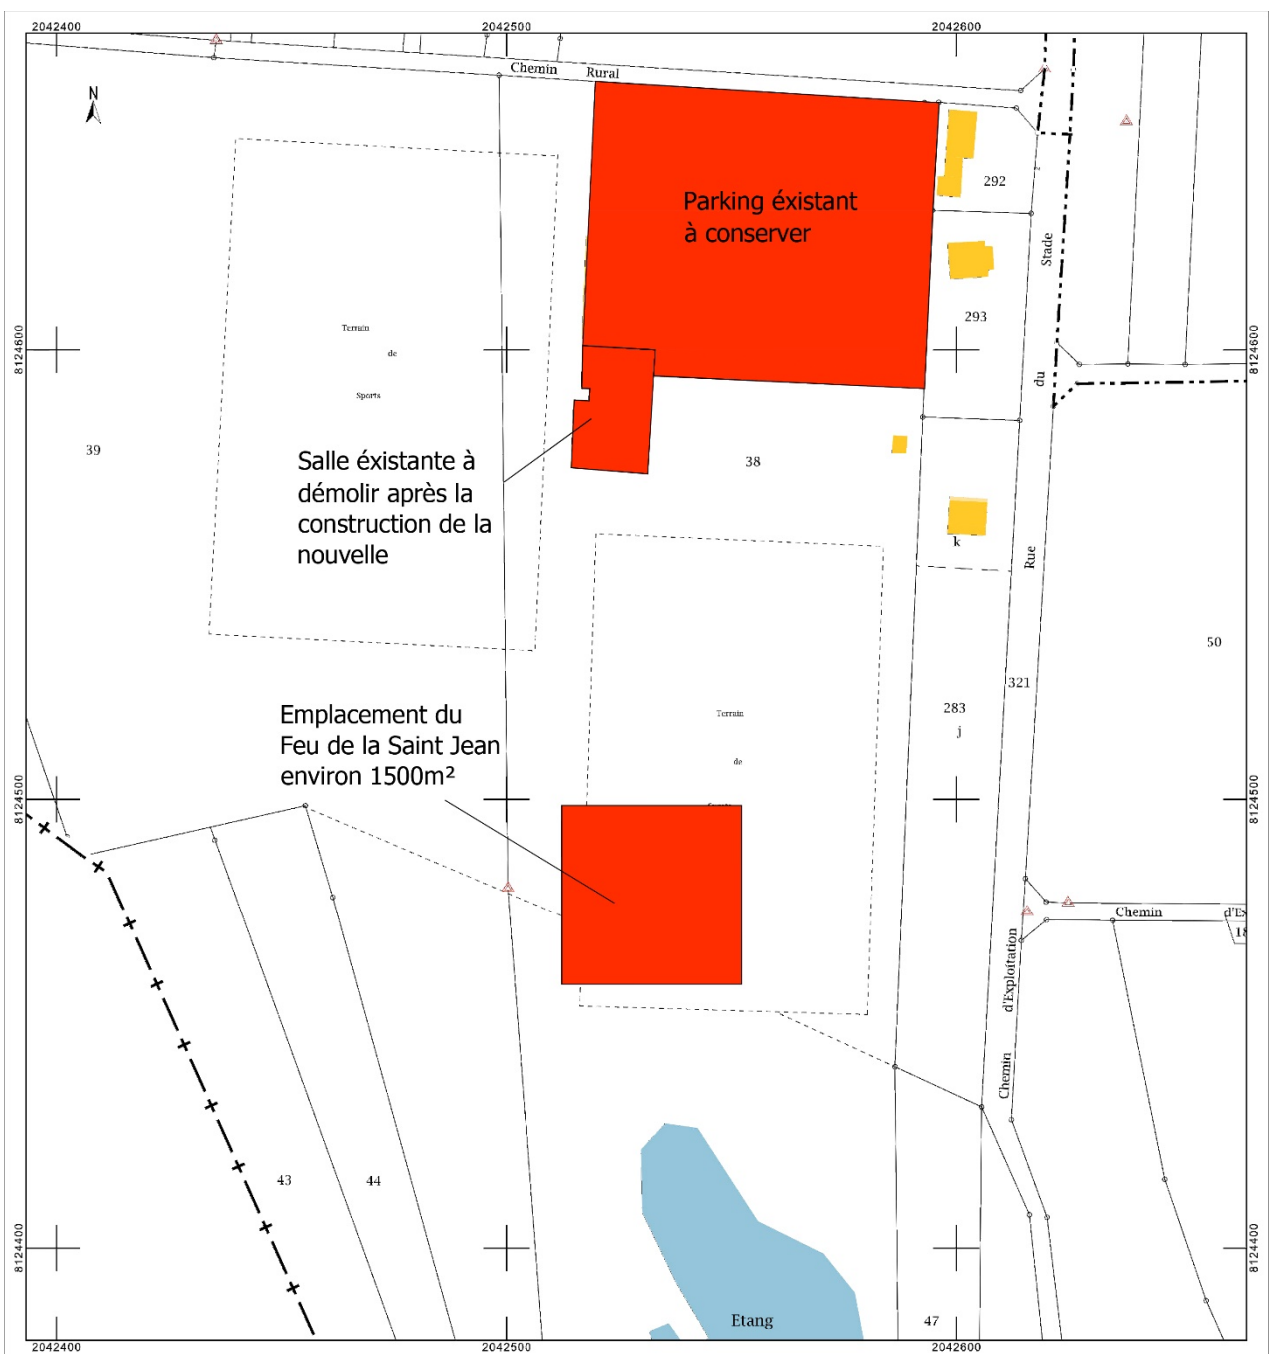 2042400
2042500
2042600
Chemin Rural
N
292
Parking éxistant
à conserver
Stade
293
Terrain
de
Sports
8124600
8124600
du
39
Salle éxistante à
démolir après la
construction de la
nouvelle
38
k
Rue
50
321
283
j
Emplacement du
Feu de la Saint Jean
environ 1500m²
Terrain
de
8124500
8124500
Chemin
d'Ex
18
d'Exploitation
Chemin
43
44
8124400
8124400
Etang
47
2042400
2042500
2042600